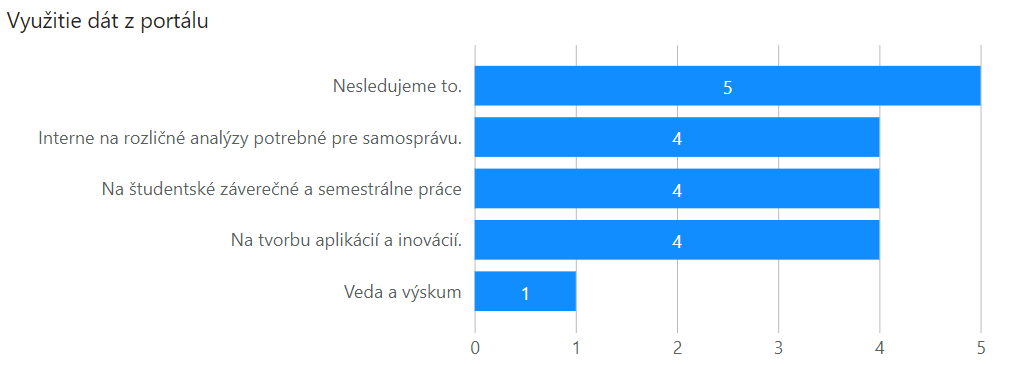 Využitie dát z portálu
Nesledujeme to.
5
Interne na rozličné analýzy potrebné pre samosprávu.
4
Na študentské záverečné a semestrálne práce
4
Na tvorbu aplikácií a inovácií.
4
Veda a výskum
1
0 1 2 3 4 5